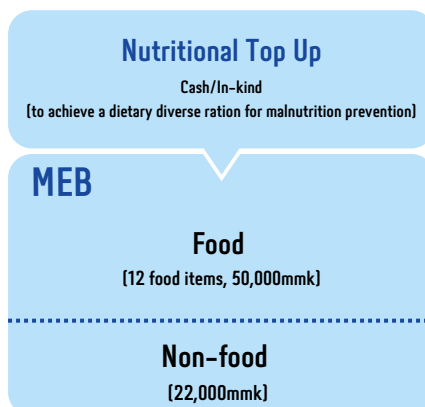 Nutritional Top Up
Cash/In-kind
(to achieve a dietary diverse ration for malnutrition prevention)
MEB
Food
(12 food items, 50,000mmk)
Non-food
(22,000mmk)